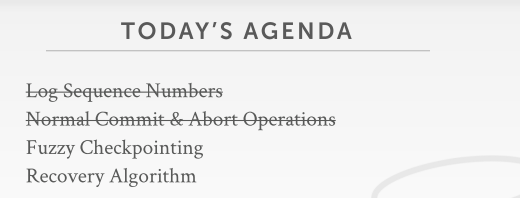 TODAY'S AGENDA
Log Sequence Numbers
Normal Commit & Abort Operations
Fuzzy Checkpointing
Recovery Algorithm